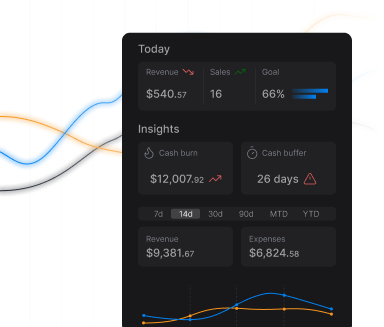 Today
Revenue Sales Goal
$540.57 16 66%
Insights
Cash burn Cash buffer
$12,007.92 26 days
7d 14d 30d 90d MTD YTD
Revenue Expenses
$9,381.67 $6,824.58